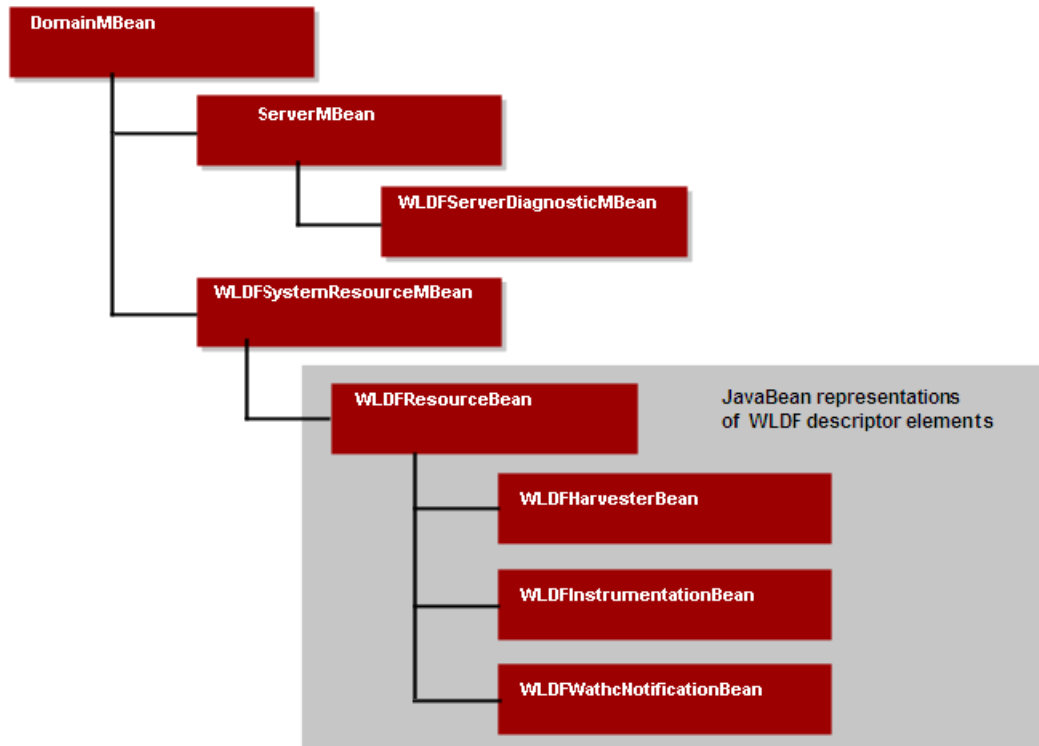 DomainMBean
ServerMBean
WLDFServerDiagnosticMBean
WLDFSystemResourceMBean
WLDFResourceBean
JavaBean representations
of WLDF descriptor elements
WLDFHarvesterBean
WLDFInstrumentationBean
WLDFWathcNotificationBean